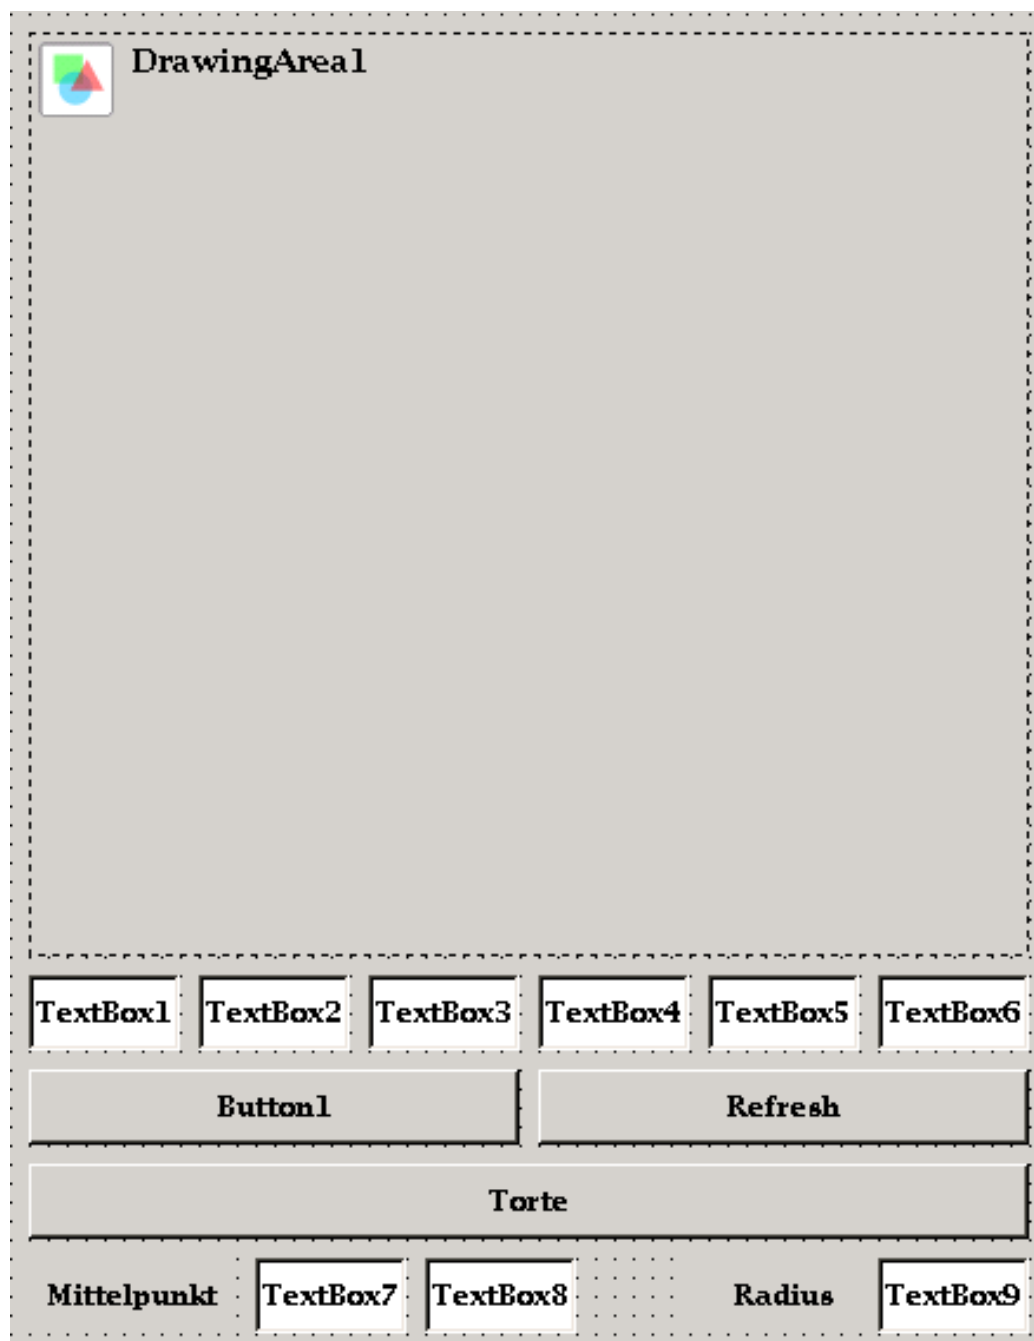 DrawingArea1
TextBox1 TextBox2 TextBox3 TextBox4 TextBox5 TextBox6
Button1 Refresh
Torte
Mittelpunkt TextBox7 TextBox8 Radius TextBox9